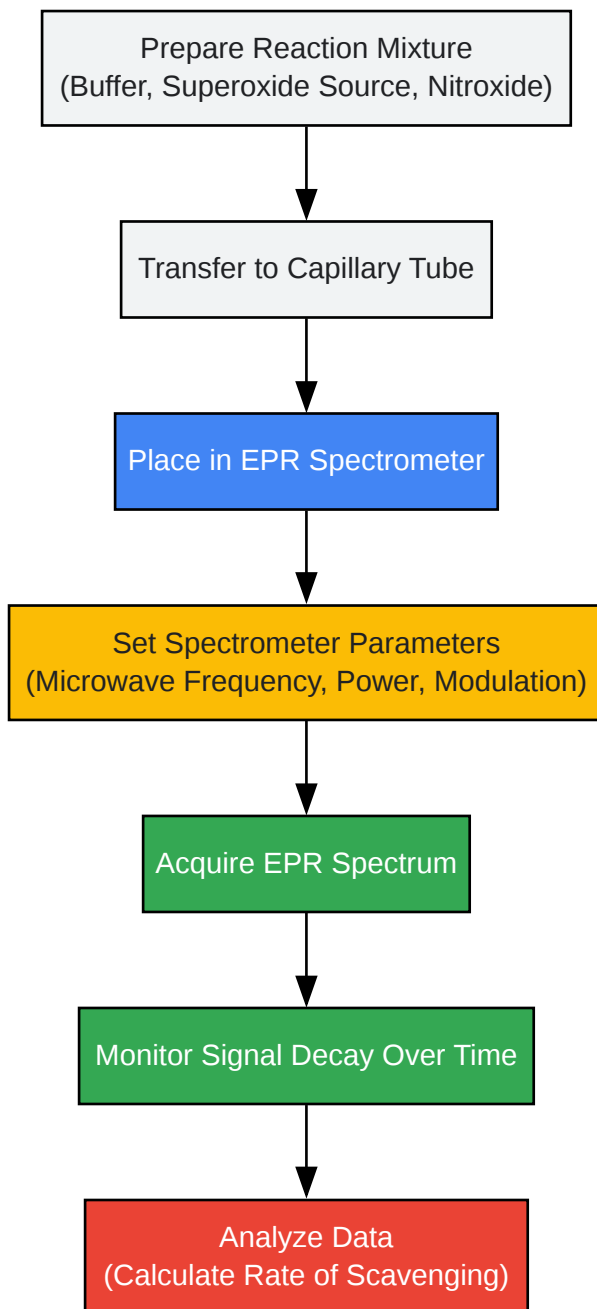 Prepare Reaction Mixture
(Buffer, Superoxide Source, Nitroxide)
Transfer to Capillary Tube
Place in EPR Spectrometer
Set Spectrometer Parameters
(Microwave Frequency, Power, Modulation)
Acquire EPR Spectrum
Monitor Signal Decay Over Time
Analyze Data
(Calculate Rate of Scavenging)